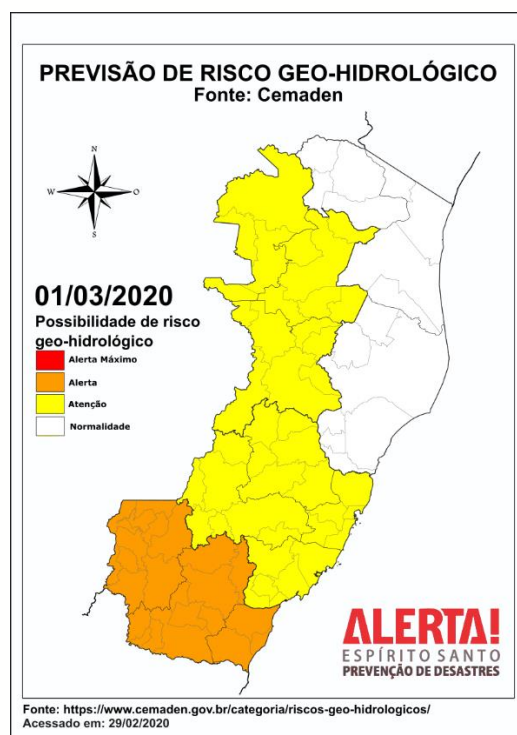 PREVISÃO DE RISCO GEO-HIDROLÓGICO
Fonte: Cemaden
N
W
O
S
01/03/2020
Possibilidade de risco
geo-hidrológico
Alerta Máximo
Alerta
Atenção
Normalidade
ALERTA!
ESPÍRITO SANTO
PREVENÇÃO DE DESASTRES
Fonte: https://www.cemaden.gov.br/categoria/riscos-geo-hidrologicos/
Acessado em: 29/02/2020